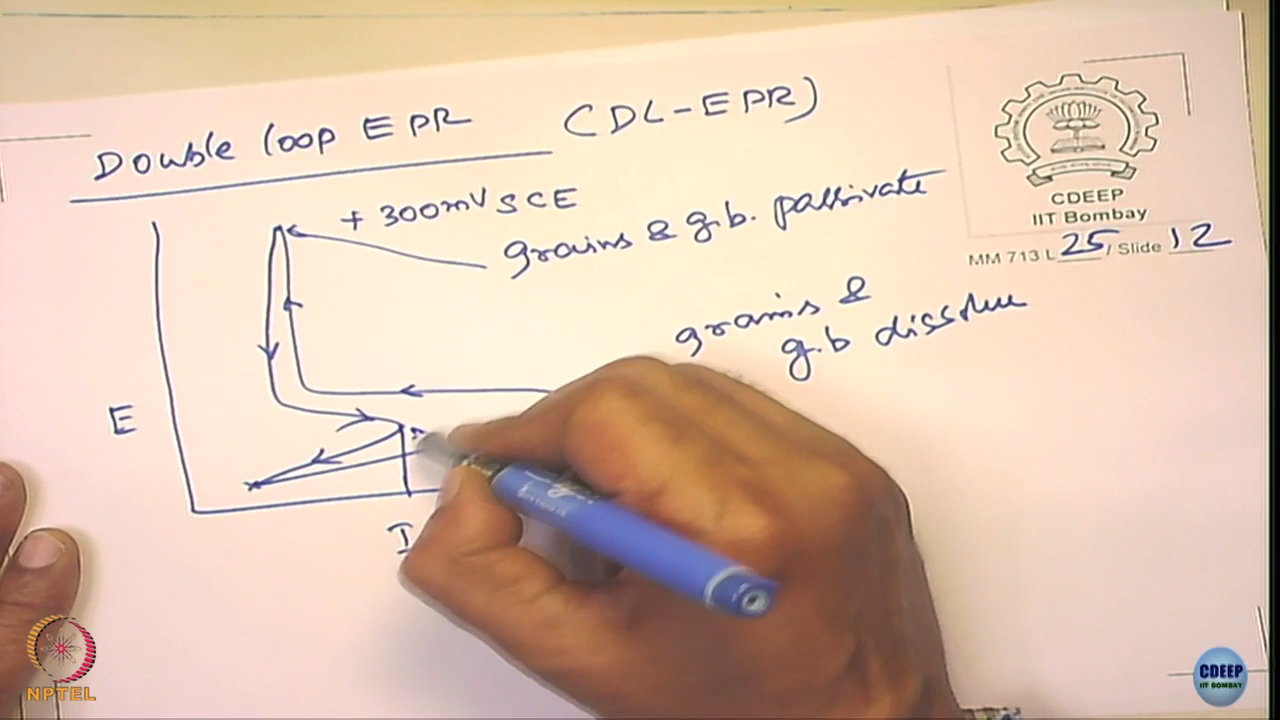 Double loop EPR (DL-EPR)
CDEEP
IIT Bombay
MM 713 L 25 / Slide 12
+ 300mV SCE
grains & g.b. passivate
grains &
g.b dissolve
E
I
NPTEL
CDEEP
IIT BOMBAY